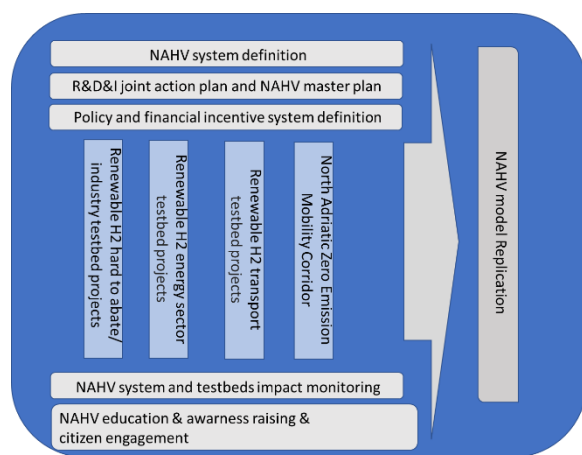 NAHV system definition
R&D&I joint action plan and NAHV master plan
Policy and financial incentive system definition
Renewable H2 hard to abate/
industry testbed projects
Renewable H2 energy sector
testbed projects
Renewable H2 transport
testbed projects
North Adriatic Zero Emission
Mobility Corridor
NAHV model Replication
NAHV system and testbeds impact monitoring
NAHV education & awarness raising &
citizen engagement